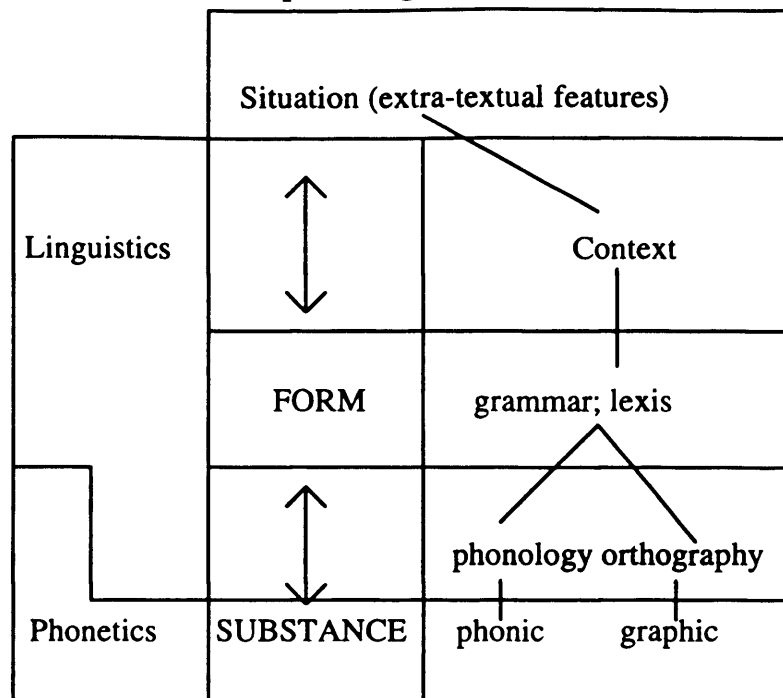 Situation (extra-textual features)
Linguistics
Context
FORM
grammar; lexis
phonology orthography
Phonetics
SUBSTANCE
phonic
graphic